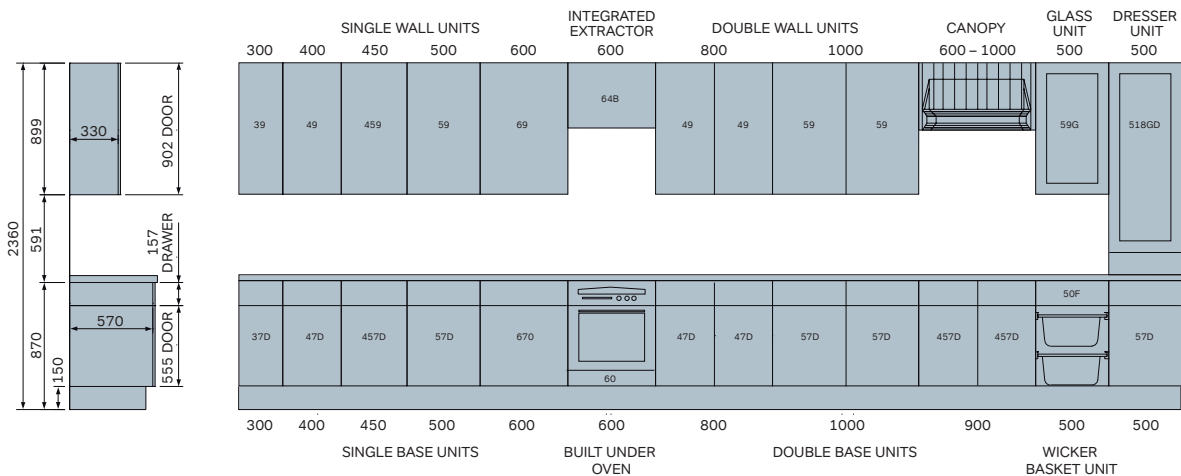 SINGLE WALL UNITS
INTEGRATED
EXTRACTOR
DOUBLE WALL UNITS
CANOPY
GLASS
UNIT
DRESSER
UNIT
300 400 450 500 600 600 800 1000 600 – 1000 500 500
2360
899
591
870
150
330
902 DOOR
157
DRAWER
570
555 DOOR
39 49 459 59 69 64B 49 49 59 59 59G 518GD
50F
37D 47D 457D 57D 670 47D 47D 57D 57D 457D 457D 57D
60
300 400 450 500 600 600 800 1000 900 500 500
SINGLE BASE UNITS
BUILT UNDER
OVEN
DOUBLE BASE UNITS
WICKER
BASKET UNIT